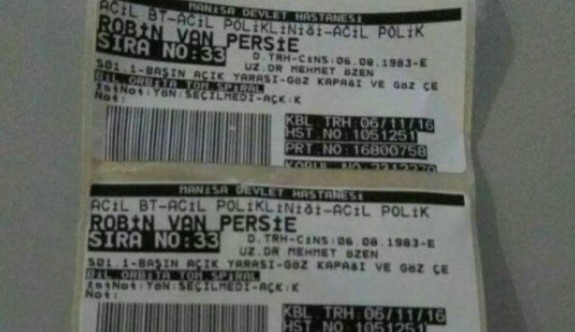 MANİSA DEVLET HASTANESİ
ACİL BT-ACİL POLİKLİNİĞİ-ACİL POLİK
ROBİN VAN PERSİE
SIRA NO:33
D.TRH-CİNS:06.08.1983-E
UZ.DR MEHMET ÖZEN
S01.1-BAŞIN AÇIK YARASI-GÖZ KAPAĞI VE GÖZ ÇE
BİL.ORBİTA TOM.SPİRAL
İstNot:YÖN:SEÇİLMEDİ-AÇK:K
Not:
KBL TRH:06/11/16
HST NO:1051251
PRT NO:16800758
MANİSA DEVLET HASTANESİ
ACİL BT-ACİL POLİKLİNİĞİ-ACİL POLİK
ROBİN VAN PERSİE
SIRA NO:33
D.TRH-CİNS:06.08.1983-E
UZ.DR MEHMET ÖZEN
S01.1-BAŞIN AÇIK YARASI-GÖZ KAPAĞI VE GÖZ ÇE
BİL.ORBİTA TOM.SPİRAL
İstNot:YÖN:SEÇİLMEDİ-AÇK:K
Not:
KBL TRH:06/11/16
HST NO:1051251